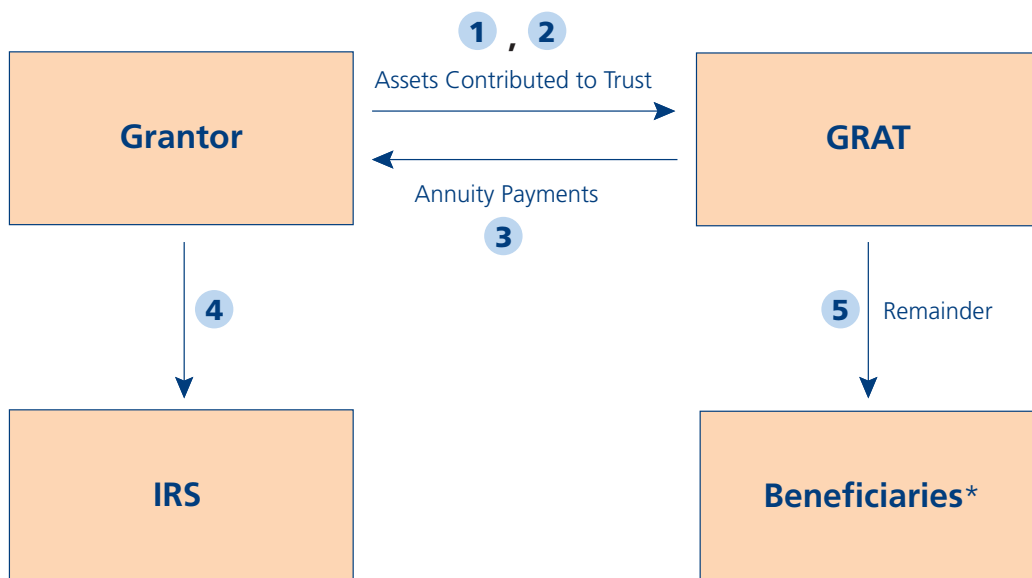 1 , 2
Assets Contributed to Trust
Grantor
GRAT
Annuity Payments
3
4
5 Remainder
IRS
Beneficiaries*